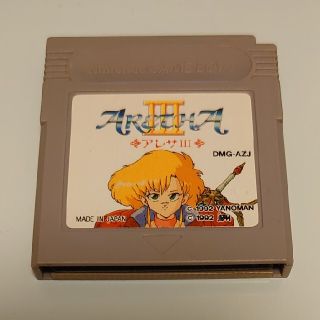 Nintendo GAME BOY
III
ARETHA
アレサIII
DMG-AZJ
© 1992 YANOMAN
MADE IN JAPAN
© 1992